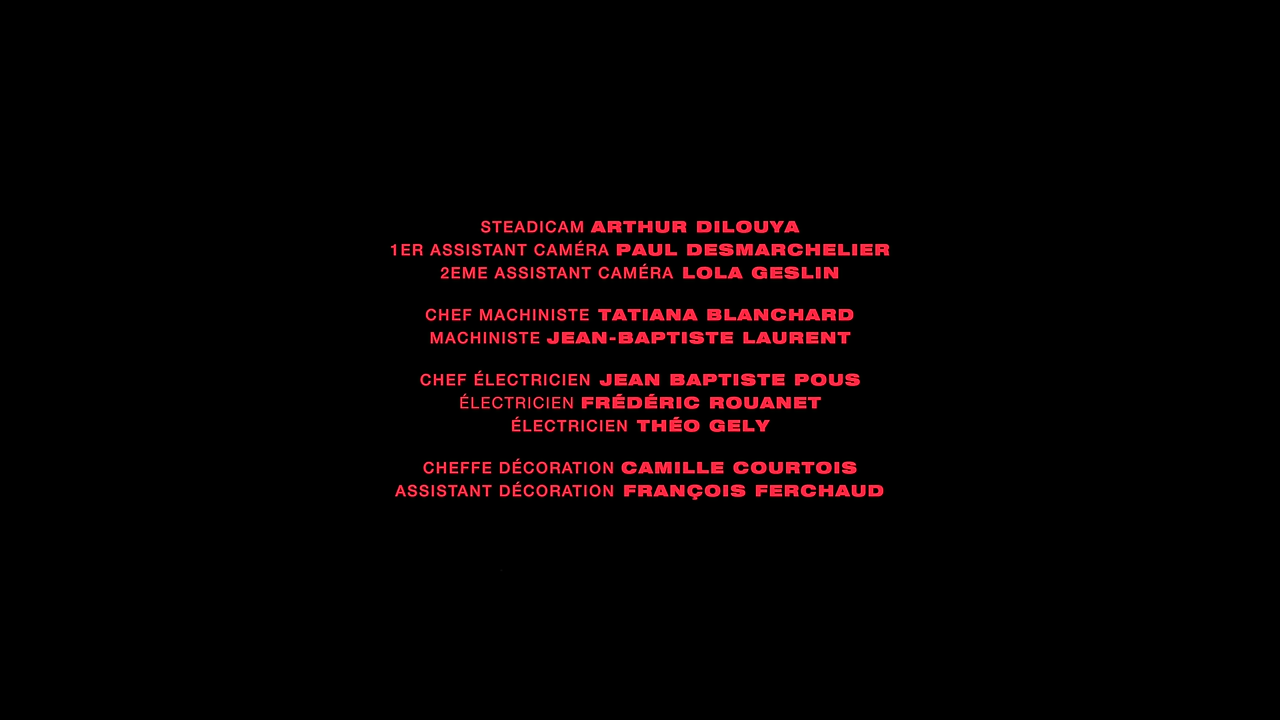 STEADICAM ARTHUR DILOUYA
1ER ASSISTANT CAMÉRA PAUL DESMARCHELIER
2EME ASSISTANT CAMÉRA LOLA GESLIN
CHEF MACHINISTE TATIANA BLANCHARD
MACHINISTE JEAN-BAPTISTE LAURENT
CHEF ÉLECTRICIEN JEAN BAPTISTE POUS
ÉLECTRICIEN FRÉDÉRIC ROUANET
ÉLECTRICIEN THÉO GELY
CHEFFE DÉCORATION CAMILLE COURTOIS
ASSISTANT DÉCORATION FRANÇOIS FERCHAUD